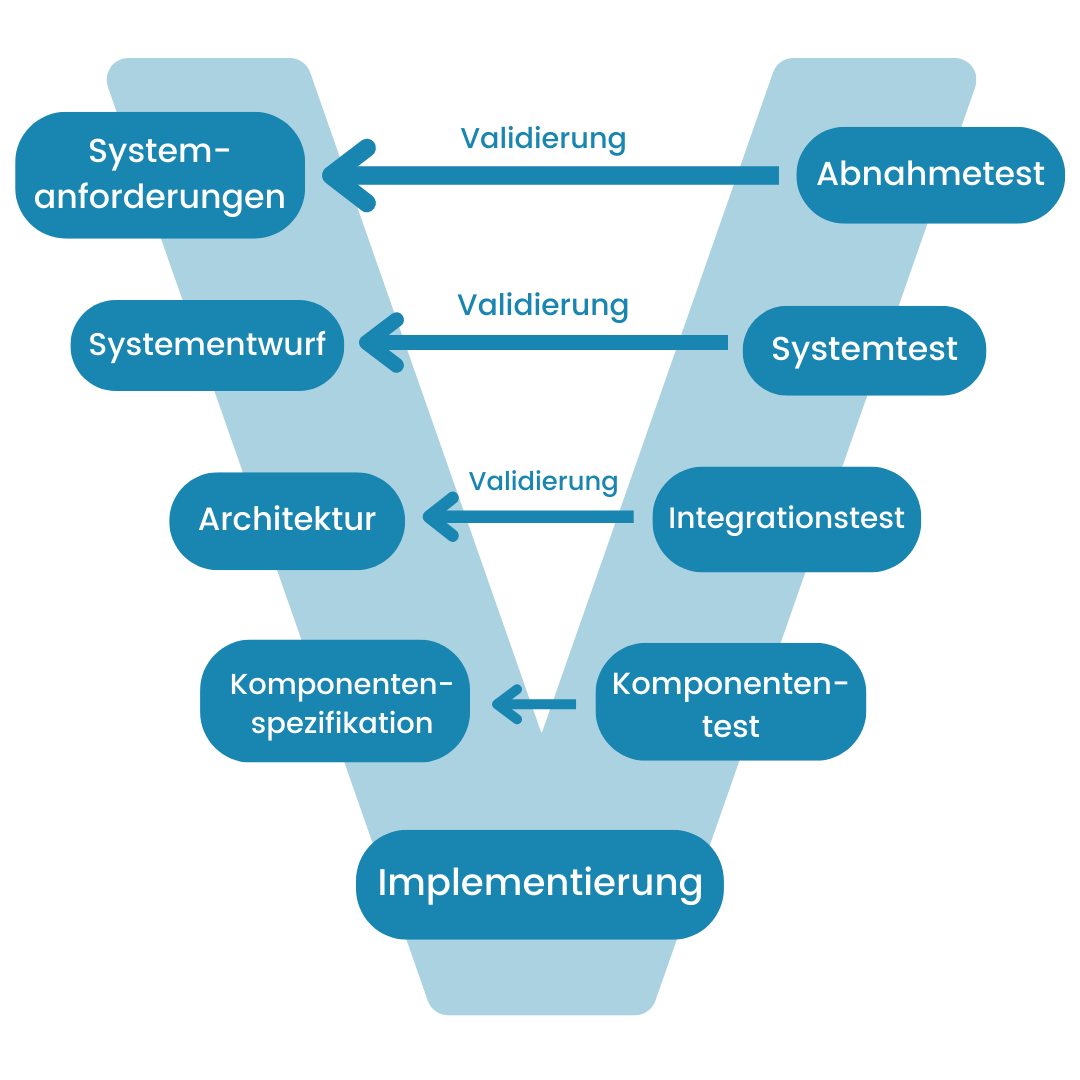 System-
anforderungen
Validierung
Abnahmetest
Systementwurf
Validierung
Systemtest
Architektur
Validierung
Integrationstest
Komponenten-
spezifikation
Komponenten-
test
Implementierung